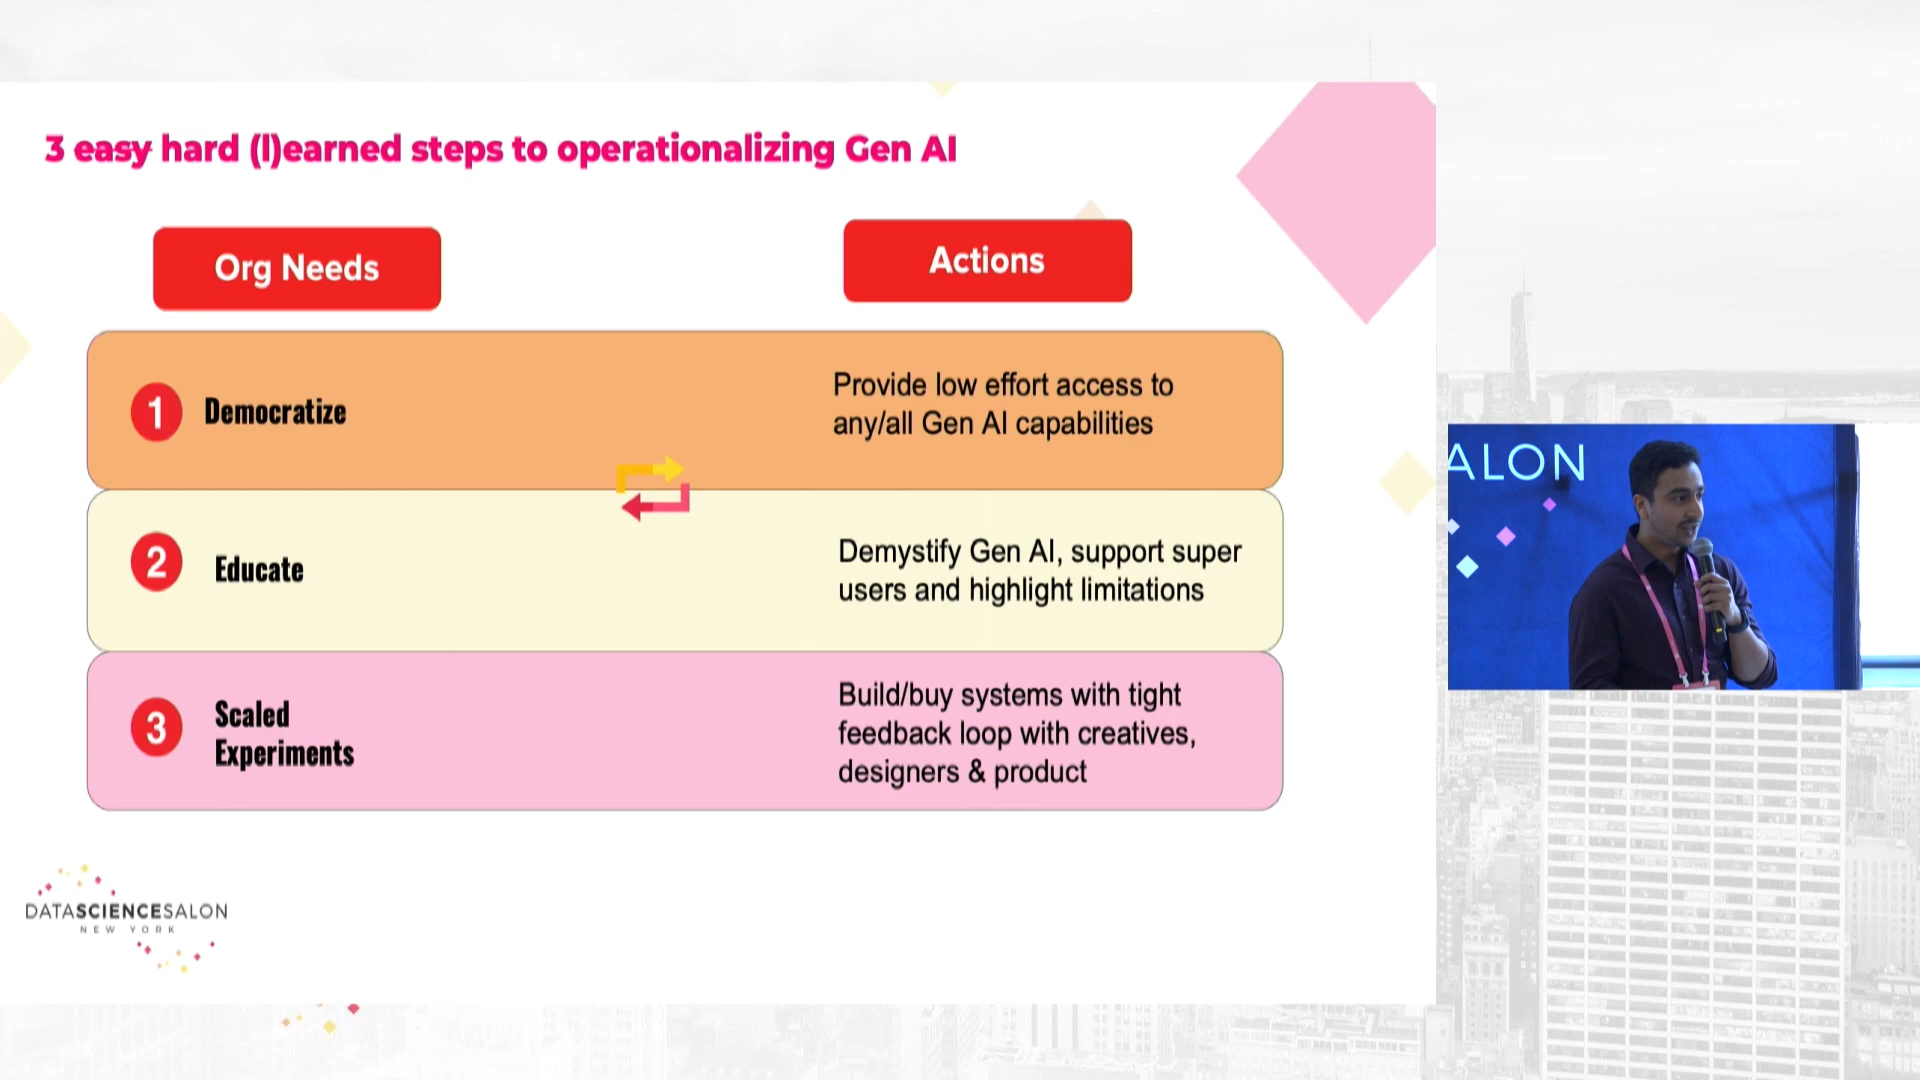 3 easy hard (l)earned steps to operationalizing Gen AI
Org Needs
Actions
1 Democratize
Provide low effort access to
any/all Gen AI capabilities
2 Educate
Demystify Gen AI, support super
users and highlight limitations
3 Scaled
Experiments
Build/buy systems with tight
feedback loop with creatives,
designers & product
DATASCIENCESALON
NEW YORK
ALON